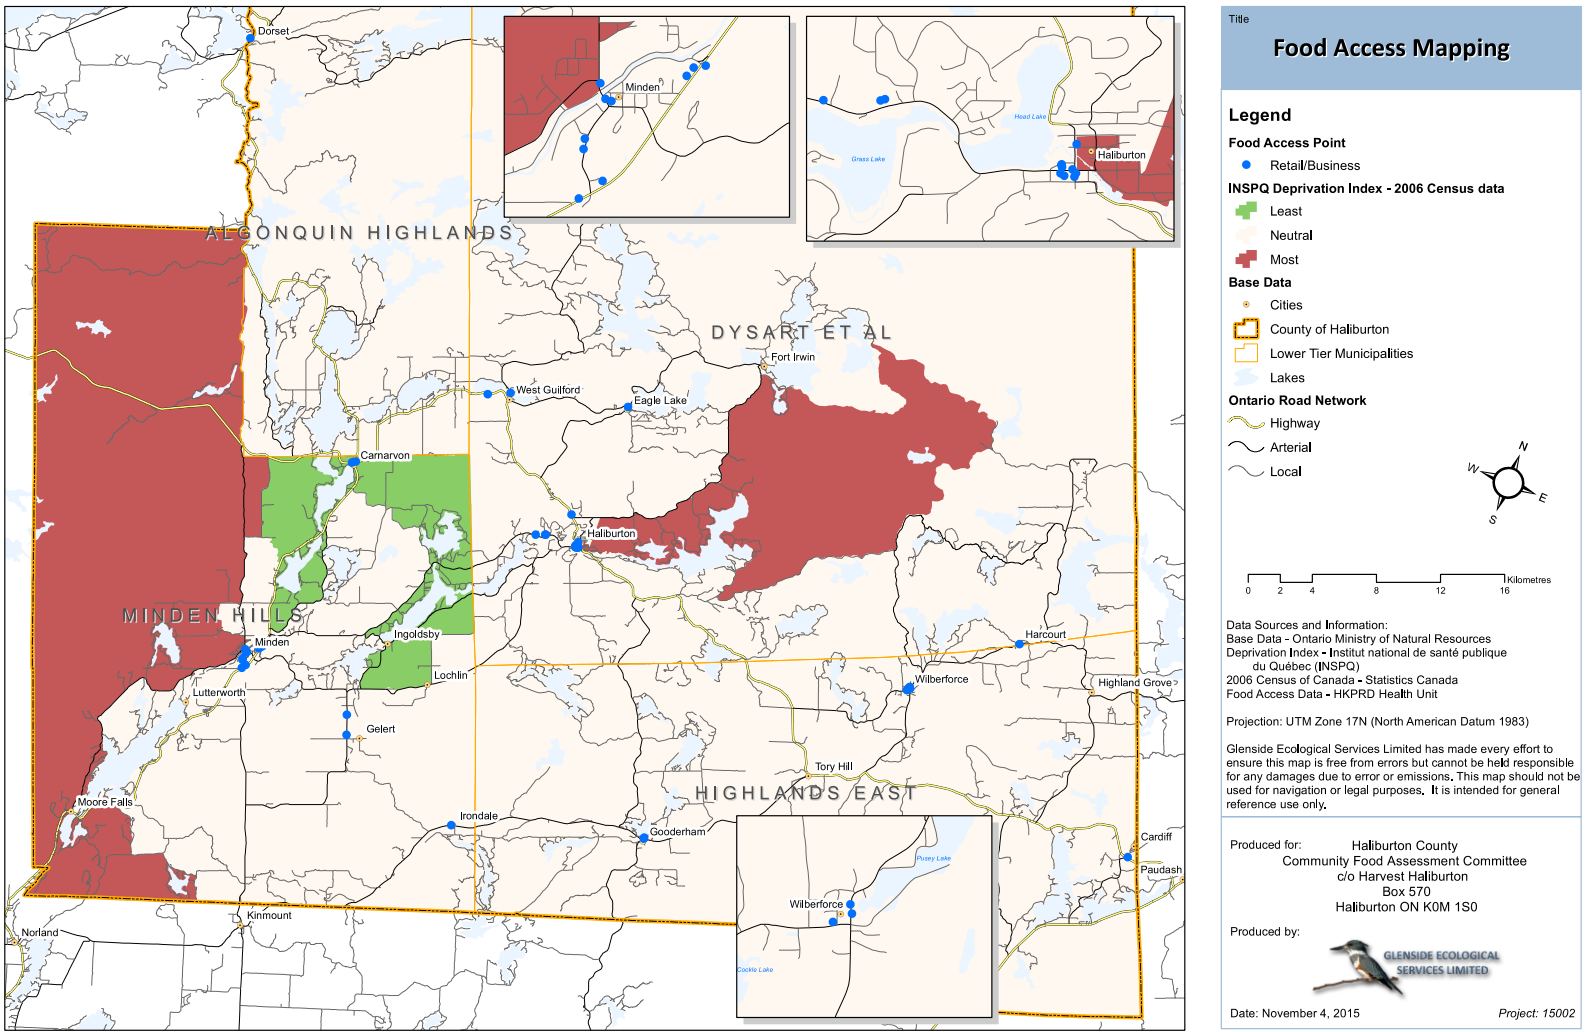 Dorset
ALGONQUIN HIGHLANDS
Minden
Head Lake
Grass Lake
Haliburton
DYSART ET AL
Fort Irwin
West Guilford
Eagle Lake
Carnarvon
Haliburton
MINDEN HILLS
Minden
Ingoldsby
Lochlin
Lutterworth
Gelert
Harcourt
Wilberforce
Highland Grove
Tory Hill
HIGHLANDS EAST
Moore Falls
Irondale
Gooderham
Cardiff
Paudash
Kinmount
Norland
Pusey Lake
Wilberforce
Cockle Lake
Title
Food Access Mapping
Legend
Food Access Point
Retail/Business
INSPQ Deprivation Index - 2006 Census data
Least
Neutral
Most
Base Data
Cities
County of Haliburton
Lower Tier Municipalities
Lakes
Ontario Road Network
Highway
Arterial
Local
N
W
E
S
Kilometres
0 2 4 8 12 16
Data Sources and Information:
Base Data - Ontario Ministry of Natural Resources
Deprivation Index - Institut national de santé publique
du Québec (INSPQ)
2006 Census of Canada - Statistics Canada
Food Access Data - HKPRD Health Unit
Projection: UTM Zone 17N (North American Datum 1983)
Glenside Ecological Services Limited has made every effort to
ensure this map is free from errors but cannot be held responsible
for any damages due to error or emissions. This map should not be
used for navigation or legal purposes. It is intended for general
reference use only.
Produced for: Haliburton County
Community Food Assessment Committee
c/o Harvest Haliburton
Box 570
Haliburton ON K0M 1S0
Produced by:
GLENSIDE ECOLOGICAL
SERVICES LIMITED
Date: November 4, 2015 Project: 15002